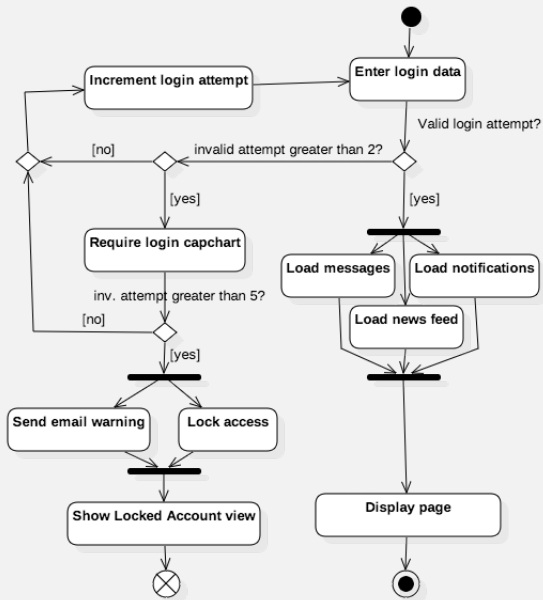 Increment login attempt
Enter login data
Valid login attempt?
[no]
invalid attempt greater than 2?
[yes]
[yes]
Require login capchart
Load messages
Load notifications
inv. attempt greater than 5?
[no]
Load news feed
[yes]
Send email warning
Lock access
Show Locked Account view
Display page